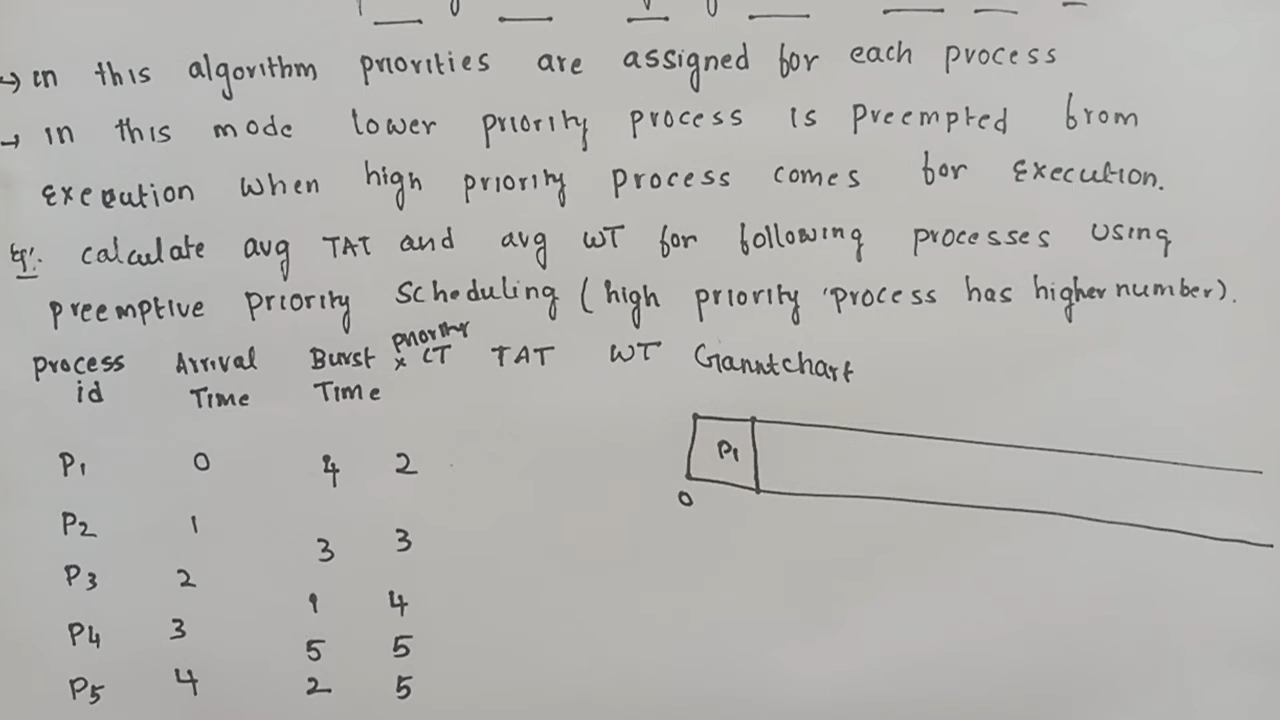 → in this algorithm priorities are assigned for each process
→ in this mode lower priority process is preempted from
execution when high priority process comes for execution.
Eg:. calculate avg TAT and avg WT for following processes using
preemptive priority scheduling (high priority process has higher number).
process id Arrival Time Burst Time priority x CT TAT WT Ganntchart
P1 0 4 2
P2 1 3 3
P3 2 1 4
P4 3 5 5
P5 4 2 5
P1
0